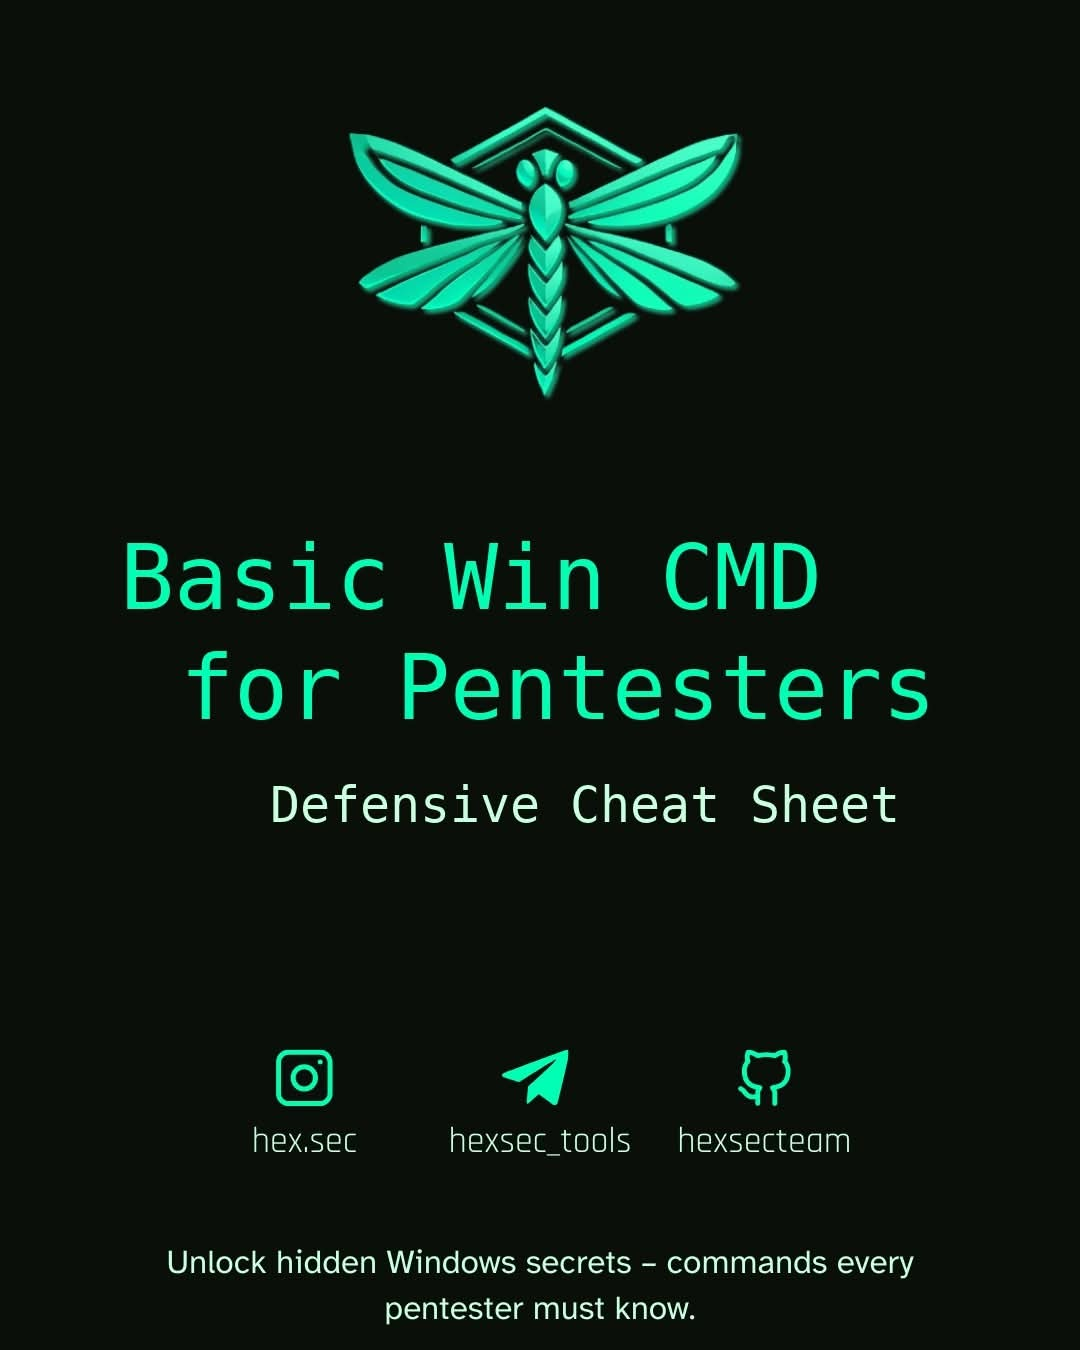 Basic Win CMD
for Pentesters
Defensive Cheat Sheet
hex.sec
hexsec_tools
hexsecteam
Unlock hidden Windows secrets – commands every
pentester must know.